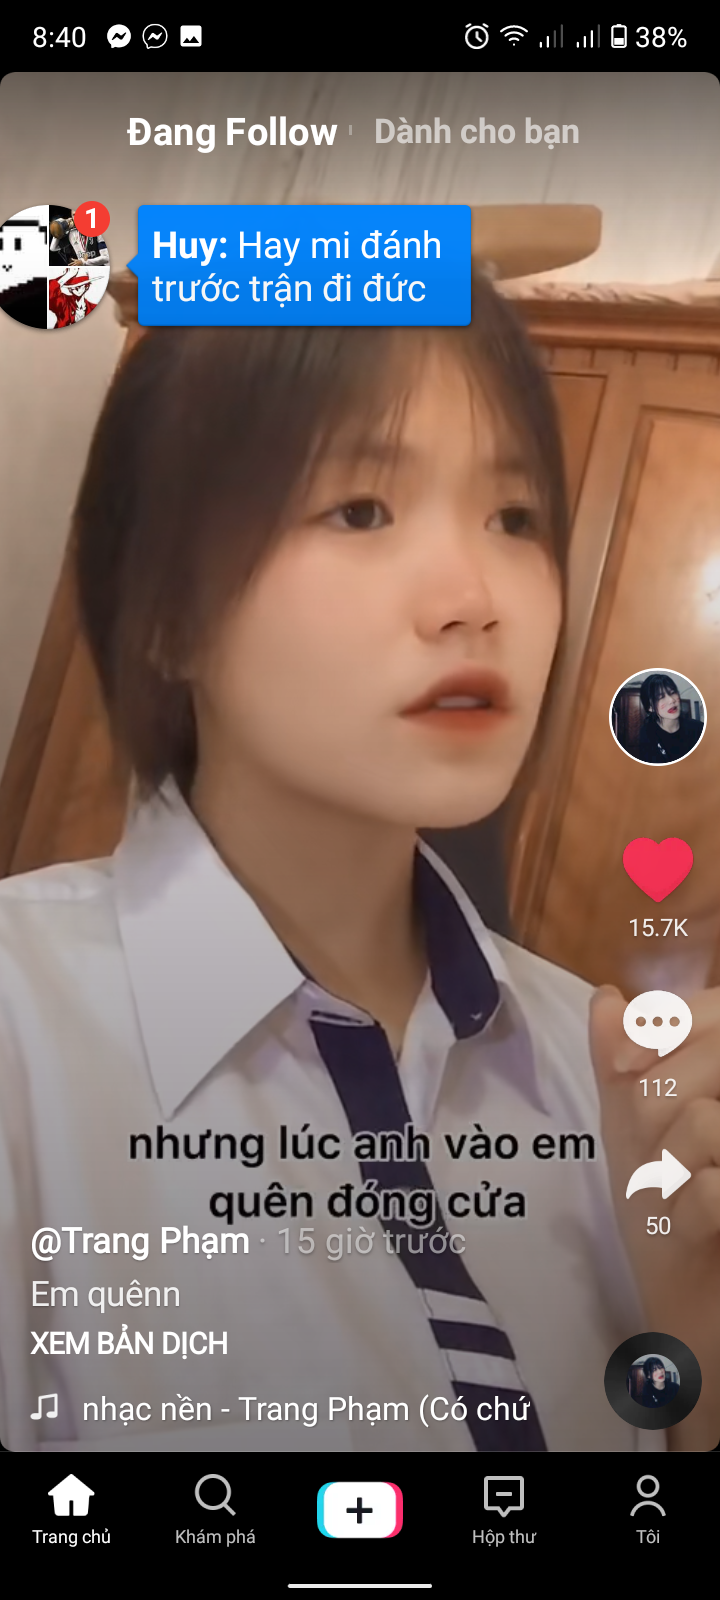 8:40
38%
Đang Follow
Dành cho bạn
1
Huy: Hay mi đánh
trước trận đi đức
15.7K
112
50
nhưng lúc anh vào em
quên đóng cửa
@Trang Phạm · 15 giờ trước
Em quênn
XEM BẢN DỊCH
nhạc nền - Trang Phạm (Có chứ
Trang chủ
Khám phá
Hộp thư
Tôi